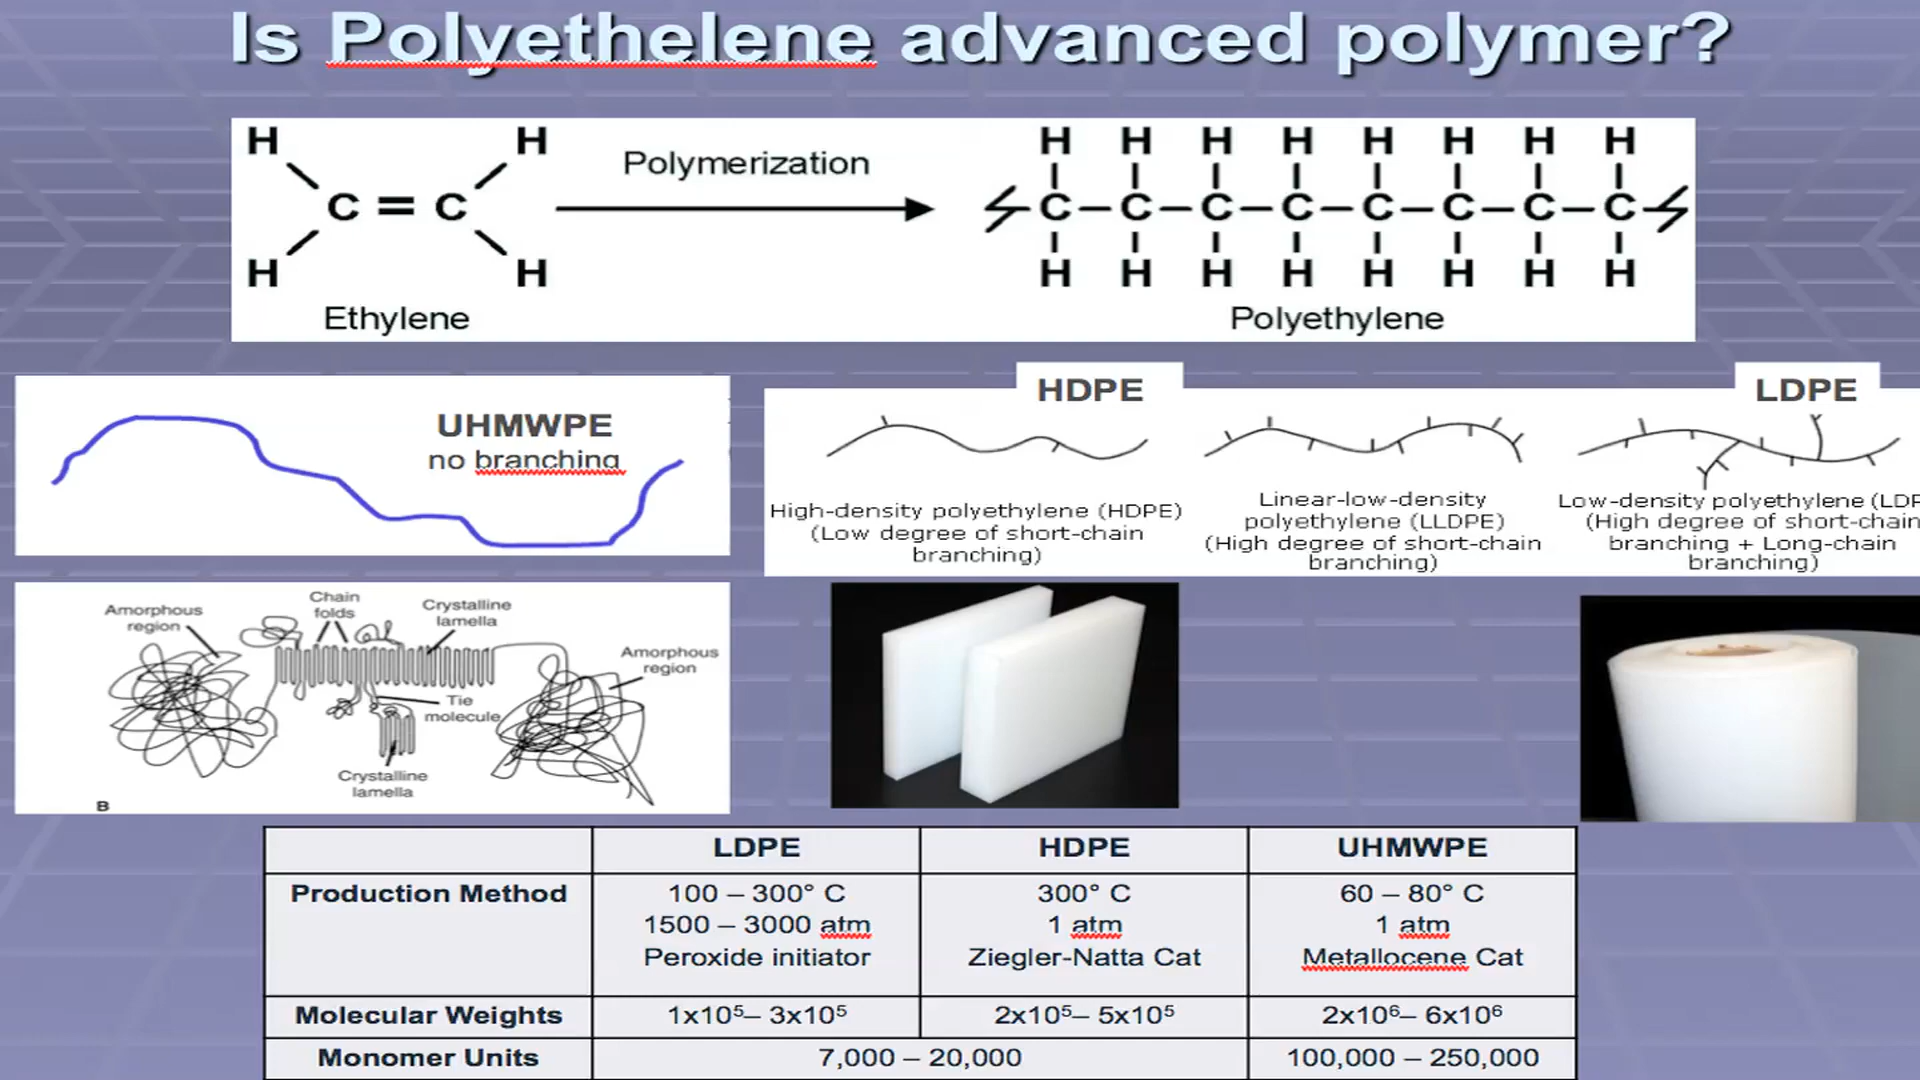 Is Polyethelene advanced polymer?
H H
Polymerization
C = C
H H
Ethylene
H H H H H H H H
C–C–C–C–C–C–C–C
H H H H H H H H
Polyethylene
UHMWPE
no branching
HDPE
LDPE
High-density polyethylene (HDPE)
(Low degree of short-chain
branching)
Linear-low-density
polyethylene (LLDPE)
(High degree of short-chain
branching)
Low-density polyethylene (LDP
(High degree of short-chain
branching + Long-chain
branching)
Amorphous
region
Chain
folds
Crystalline
lamella
Amorphous
region
Tie
molecule
Crystalline
lamella
B
LDPE HDPE UHMWPE
Production Method 100 – 300° C 300° C 60 – 80° C
1500 – 3000 atm 1 atm 1 atm
Peroxide initiator Ziegler-Natta Cat Metallocene Cat
Molecular Weights 1x10⁵– 3x10⁵ 2x10⁵– 5x10⁵ 2x10⁶– 6x10⁶
Monomer Units 7,000 – 20,000 100,000 – 250,000